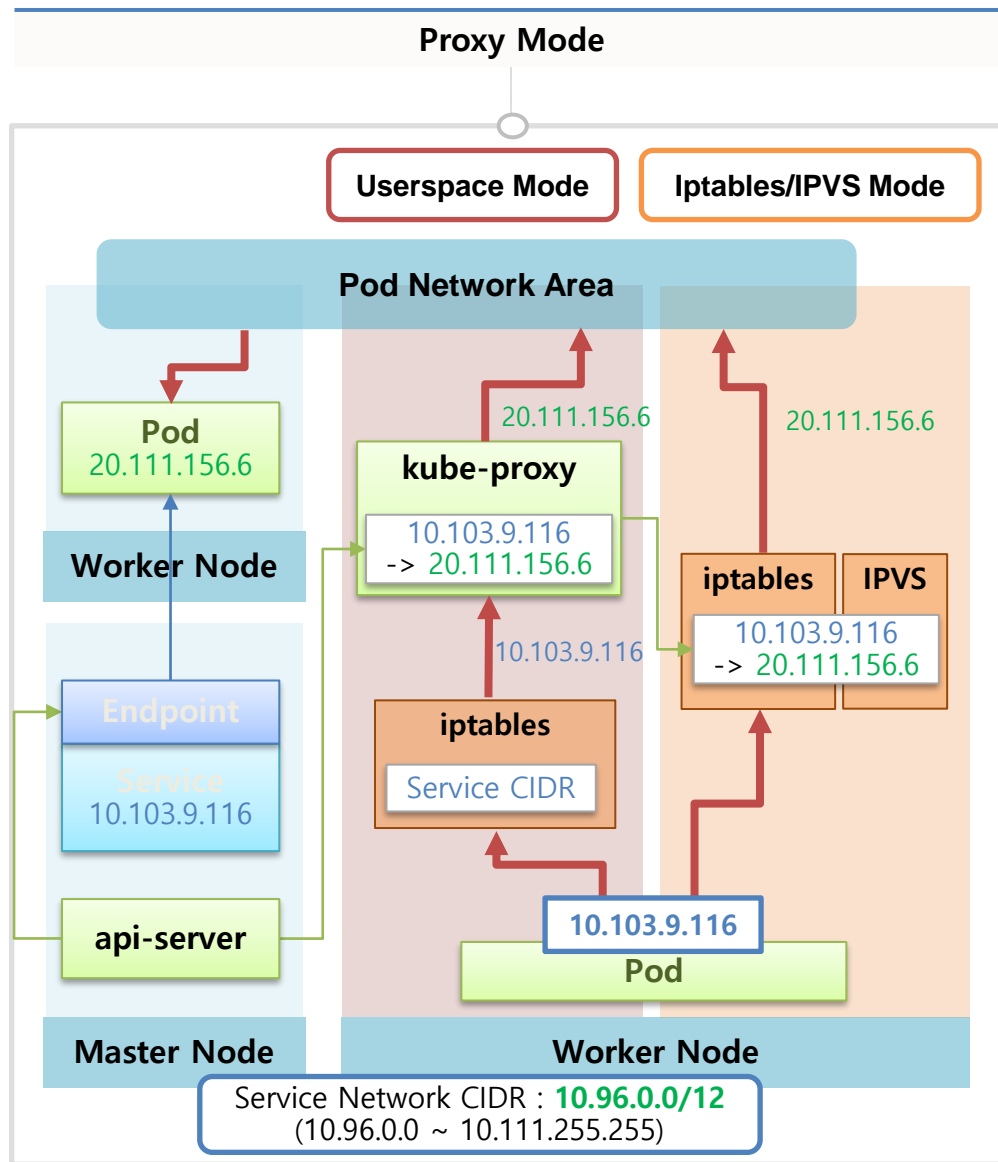 Proxy Mode
Userspace Mode
Iptables/IPVS Mode
Pod Network Area
Pod
20.111.156.6
Worker Node
Endpoint
Service
10.103.9.116
api-server
Master Node
20.111.156.6
kube-proxy
10.103.9.116
-> 20.111.156.6
10.103.9.116
iptables
Service CIDR
20.111.156.6
iptables
IPVS
10.103.9.116
-> 20.111.156.6
10.103.9.116
Pod
Worker Node
Service Network CIDR : 10.96.0.0/12
(10.96.0.0 ~ 10.111.255.255)